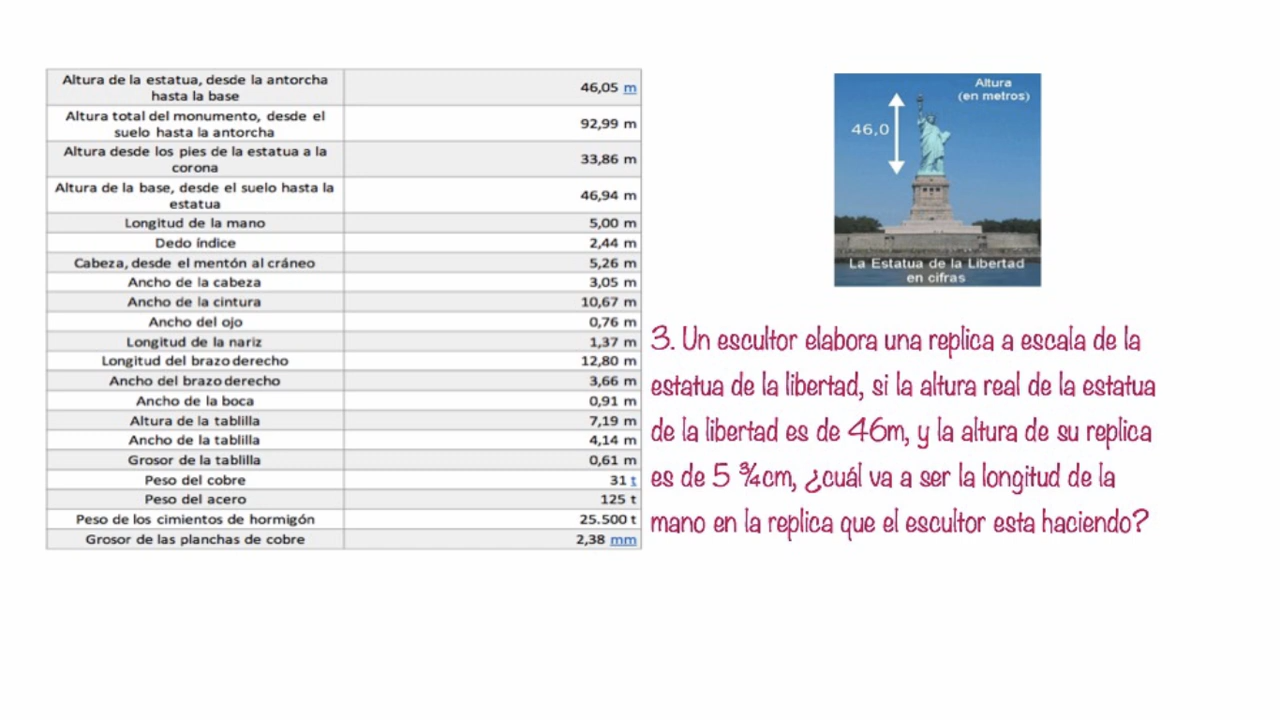 Altura de la estatua, desde la antorcha
hasta la base
46,05 m
Altura total del monumento, desde el
suelo hasta la antorcha
92,99 m
Altura desde los pies de la estatua a la
corona
33,86 m
Altura de la base, desde el suelo hasta la
estatua
46,94 m
Longitud de la mano 5,00 m
Dedo índice 2,44 m
Cabeza, desde el mentón al cráneo 5,26 m
Ancho de la cabeza 3,05 m
Ancho de la cintura 10,67 m
Ancho del ojo 0,76 m
Longitud de la nariz 1,37 m
Longitud del brazo derecho 12,80 m
Ancho del brazo derecho 3,66 m
Ancho de la boca 0,91 m
Altura de la tablilla 7,19 m
Ancho de la tablilla 4,14 m
Grosor de la tablilla 0,61 m
Peso del cobre 31 t
Peso del acero 125 t
Peso de los cimientos de hormigón 25.500 t
Grosor de las planchas de cobre 2,38 mm
Altura
(en metros)
46,0
La Estatua de la Libertad
en cifras
3. Un escultor elabora una replica a escala de la
estatua de la libertad, si la altura real de la estatua
de la libertad es de 46m, y la altura de su replica
es de 5 ¾cm, ¿cuál va a ser la longitud de la
mano en la replica que el escultor esta haciendo?